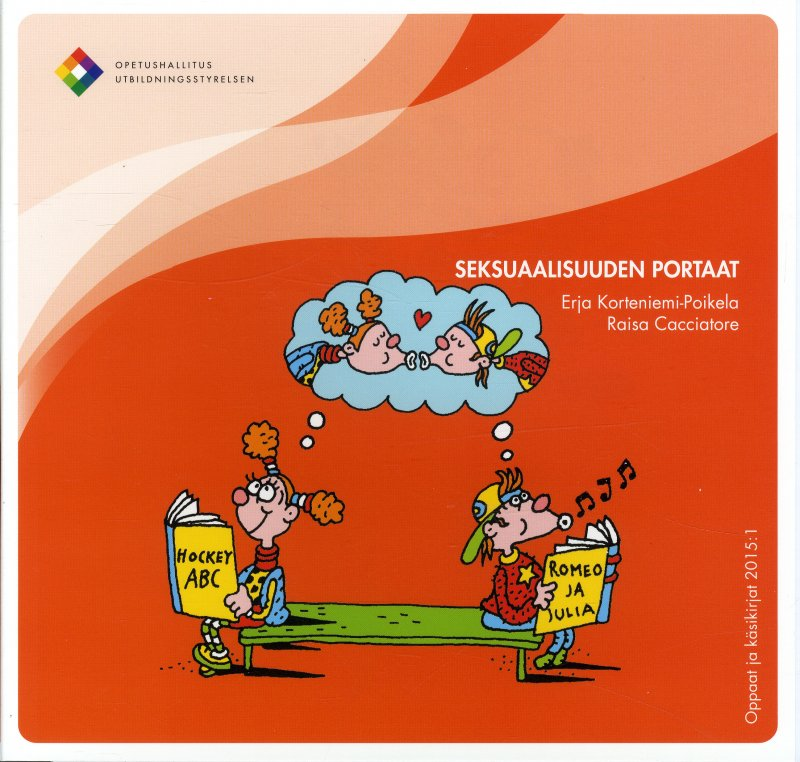 OPETUSHALLITUS
UTBILDNINGSSTYRELSEN
SEKSUAALISUUDEN PORTAAT
Erja Korteniemi-Poikela
Raisa Cacciatore
HOCKEY
ABC
ROMEO
JA
JULIA
Oppaat ja käsikirjat 2015:1